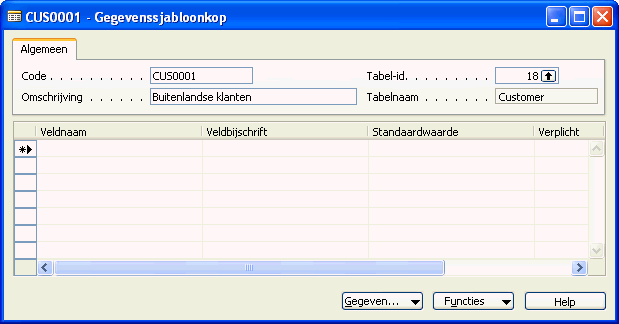 CUS0001 - Gegevenssjabloonkop
Algemeen
Code . . . . . . . . . . CUS0001 Tabel-id. . . . . . . . . 18
Omschrijving . . . . . . Buitenlandse klanten Tabelnaam . . . . . . . . Customer
Veldnaam Veldbijschrift Standaardwaarde Verplicht
Gegeven... Functies Help